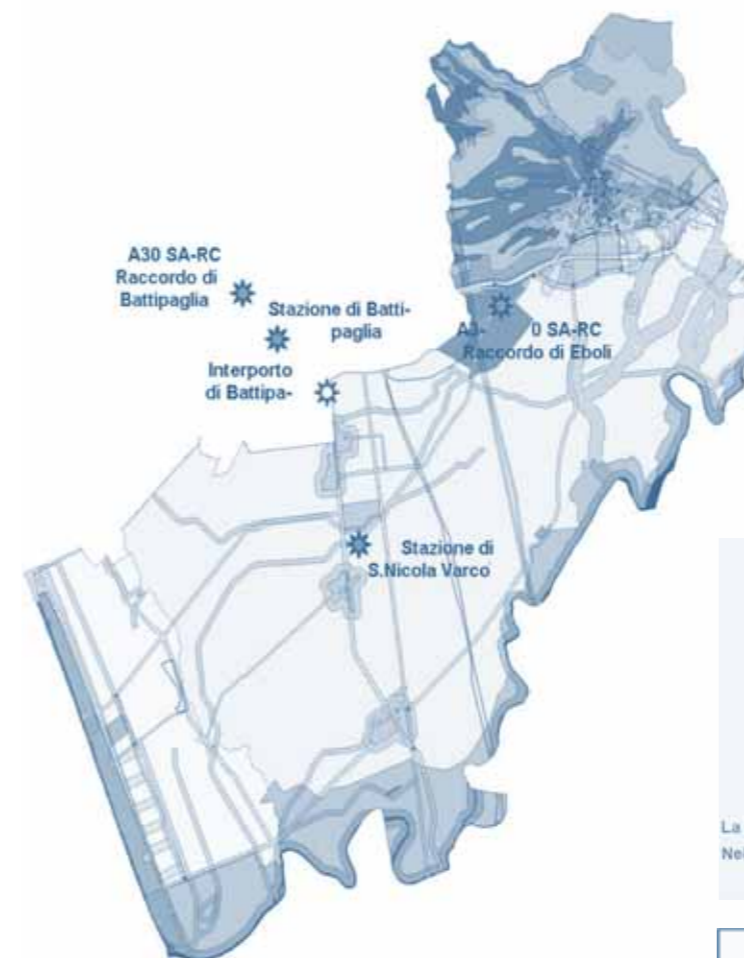 A30 SA-RC
Raccordo di
Battipaglia
Stazione di Batti-
paglia
Interporto
di Battipa-
A3- 0 SA-RC
Raccordo di Eboli
Stazione di
S.Nicola Varco
La
Nel